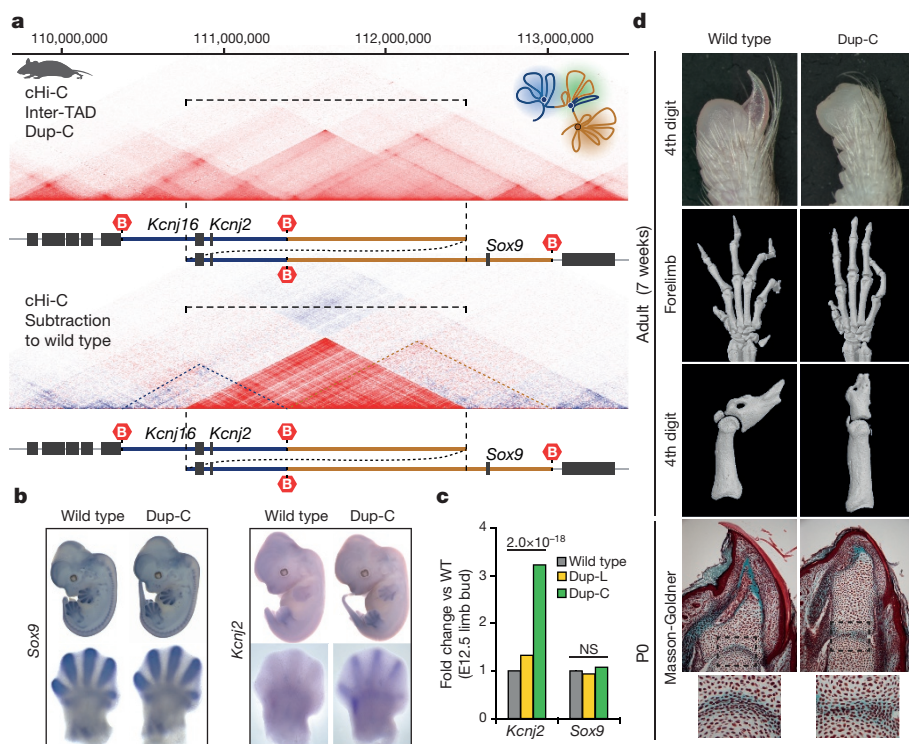 a
110,000,000 111,000,000 112,000,000 113,000,000
cHi-C
Inter-TAD
Dup-C
B Kcnj16 Kcnj2 B
Sox9 B
B
cHi-C
Subtraction
to wild type
B Kcnj16 Kcnj2 B
Sox9 B
B
b
Wild type Dup-C
Sox9
Wild type Dup-C
Kcnj2
c
Fold change vs WT
(E12.5 limb bud)
4
3
2
1
0
2.0×10⁻¹⁸
Wild type
Dup-L
Dup-C
NS
Kcnj2 Sox9
d
Wild type Dup-C
Adult (7 weeks)
4th digit
Forelimb
4th digit
P0
Masson-Goldner